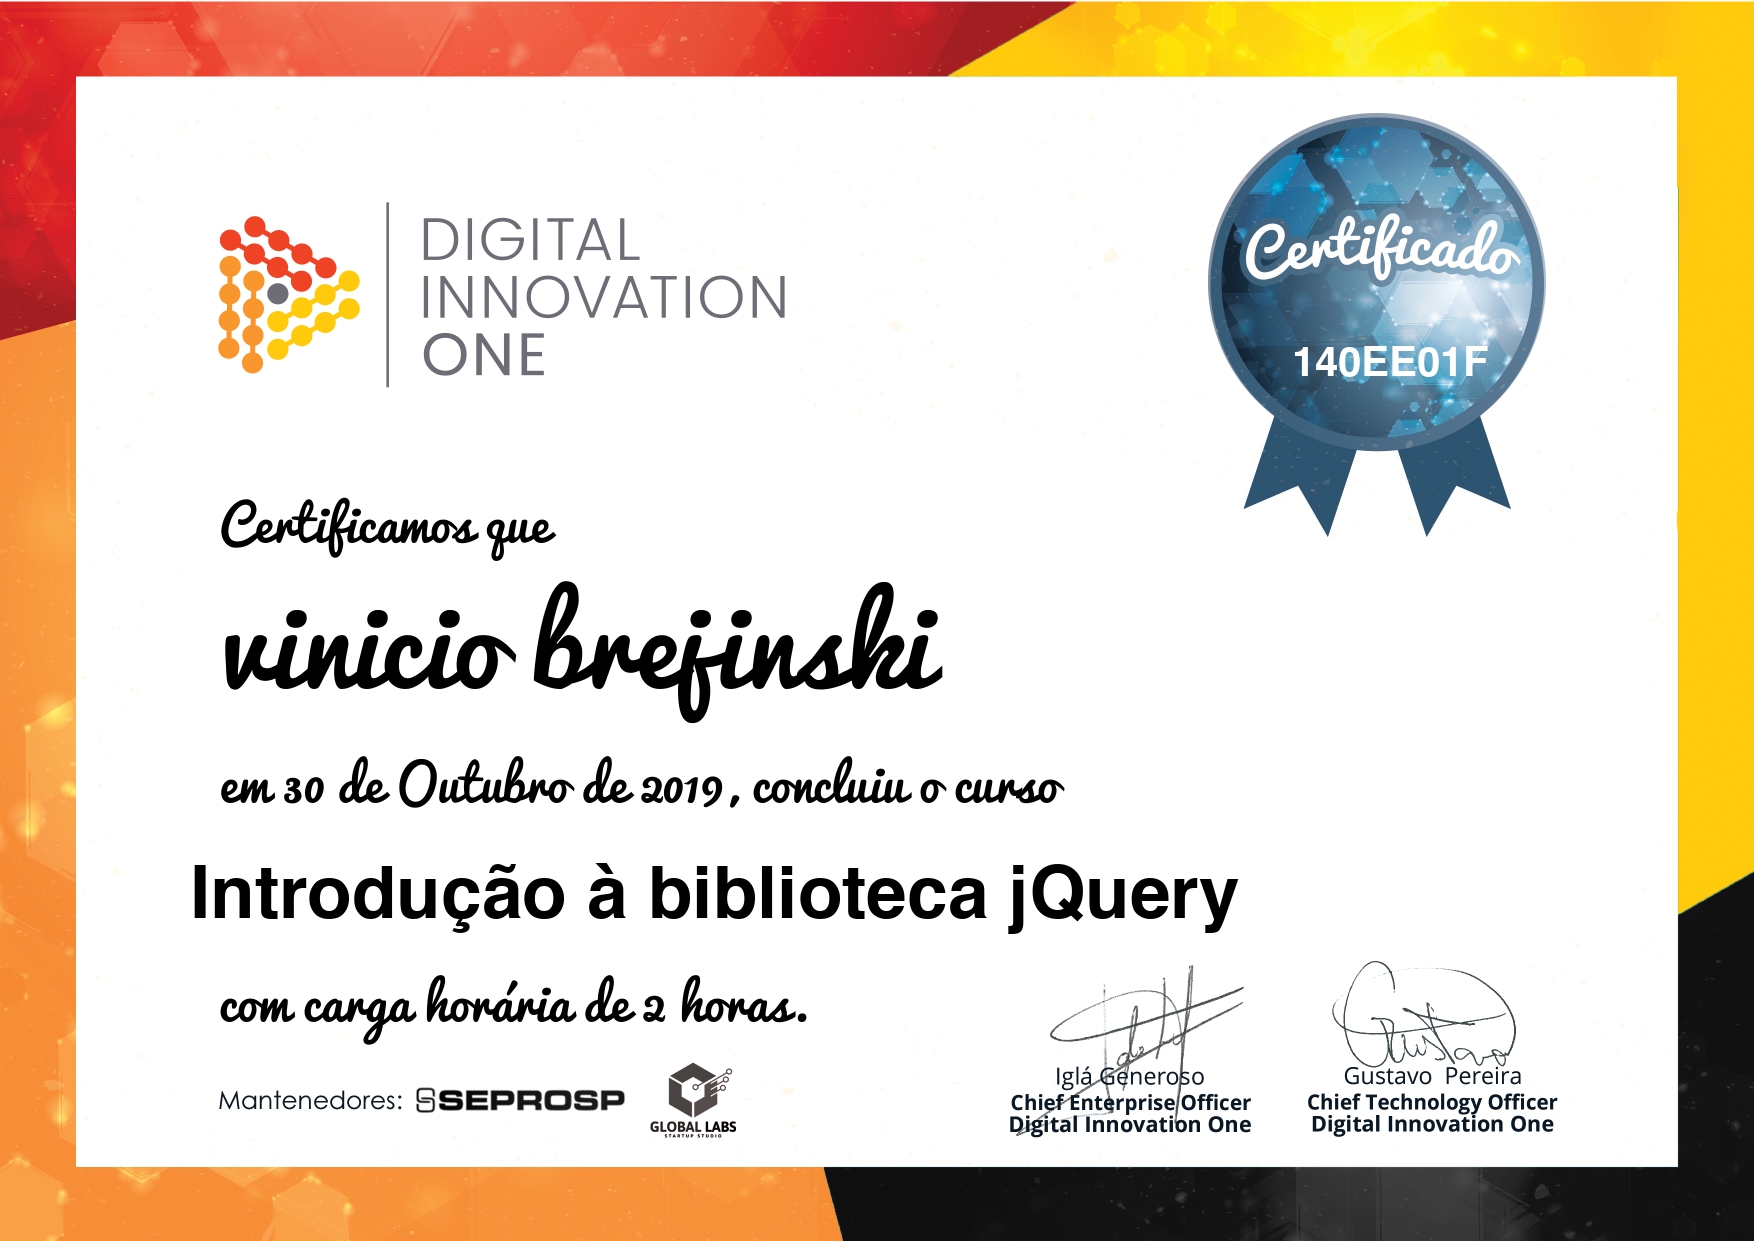 DIGITAL
INNOVATION
ONE
Certificado
140EE01F
Certificamos que
vinicio brejinski
em 30 de Outubro de 2019, concluiu o curso
Introdução à biblioteca jQuery
com carga horária de 2 horas.
Mantenedores: SEPROSP
GLOBAL LABS
STARTUP STUDIO
Iglá Generoso
Chief Enterprise Officer
Digital Innovation One
Gustavo Pereira
Chief Technology Officer
Digital Innovation One